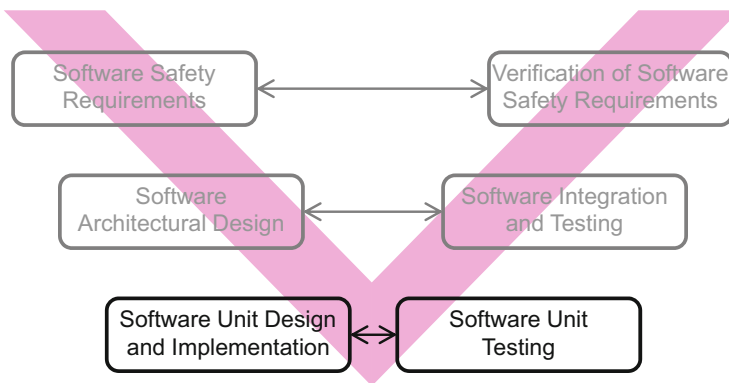 Software Safety
Requirements
Verification of Software
Safety Requirements
Software
Architectural Design
Software Integration
and Testing
Software Unit Design
and Implementation
Software Unit
Testing